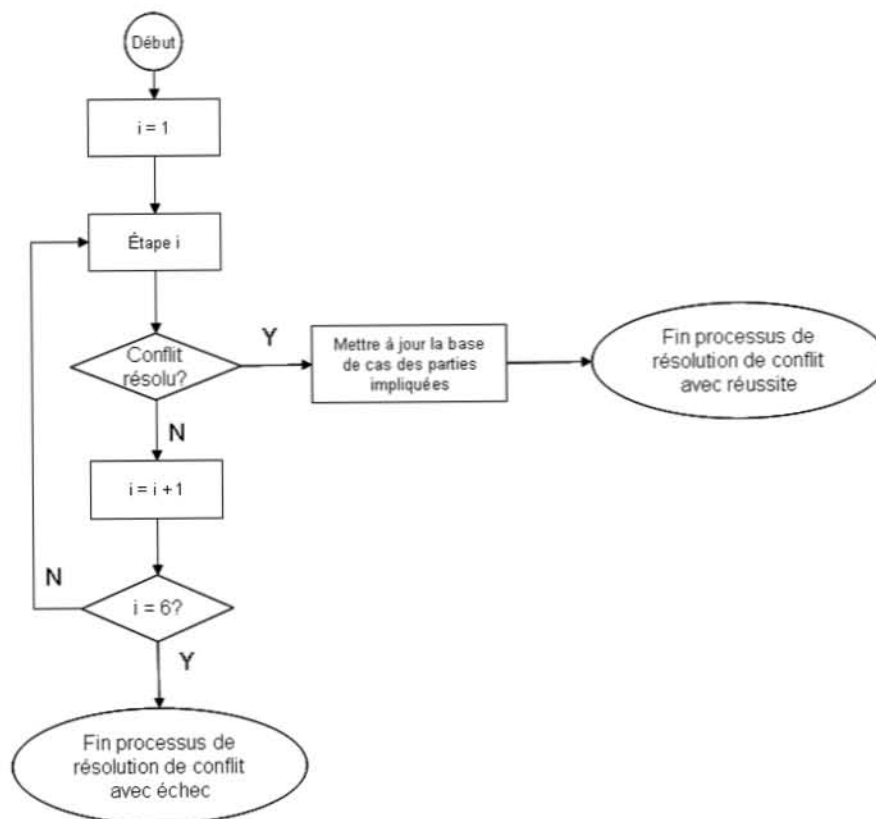 Début
i = 1
Étape i
Conflit
résolu?
Y
Mettre à jour la base
de cas des parties
impliquées
Fin processus de
résolution de conflit
avec réussite
N
i = i + 1
N
i = 6?
Y
Fin processus de
résolution de conflit
avec échec